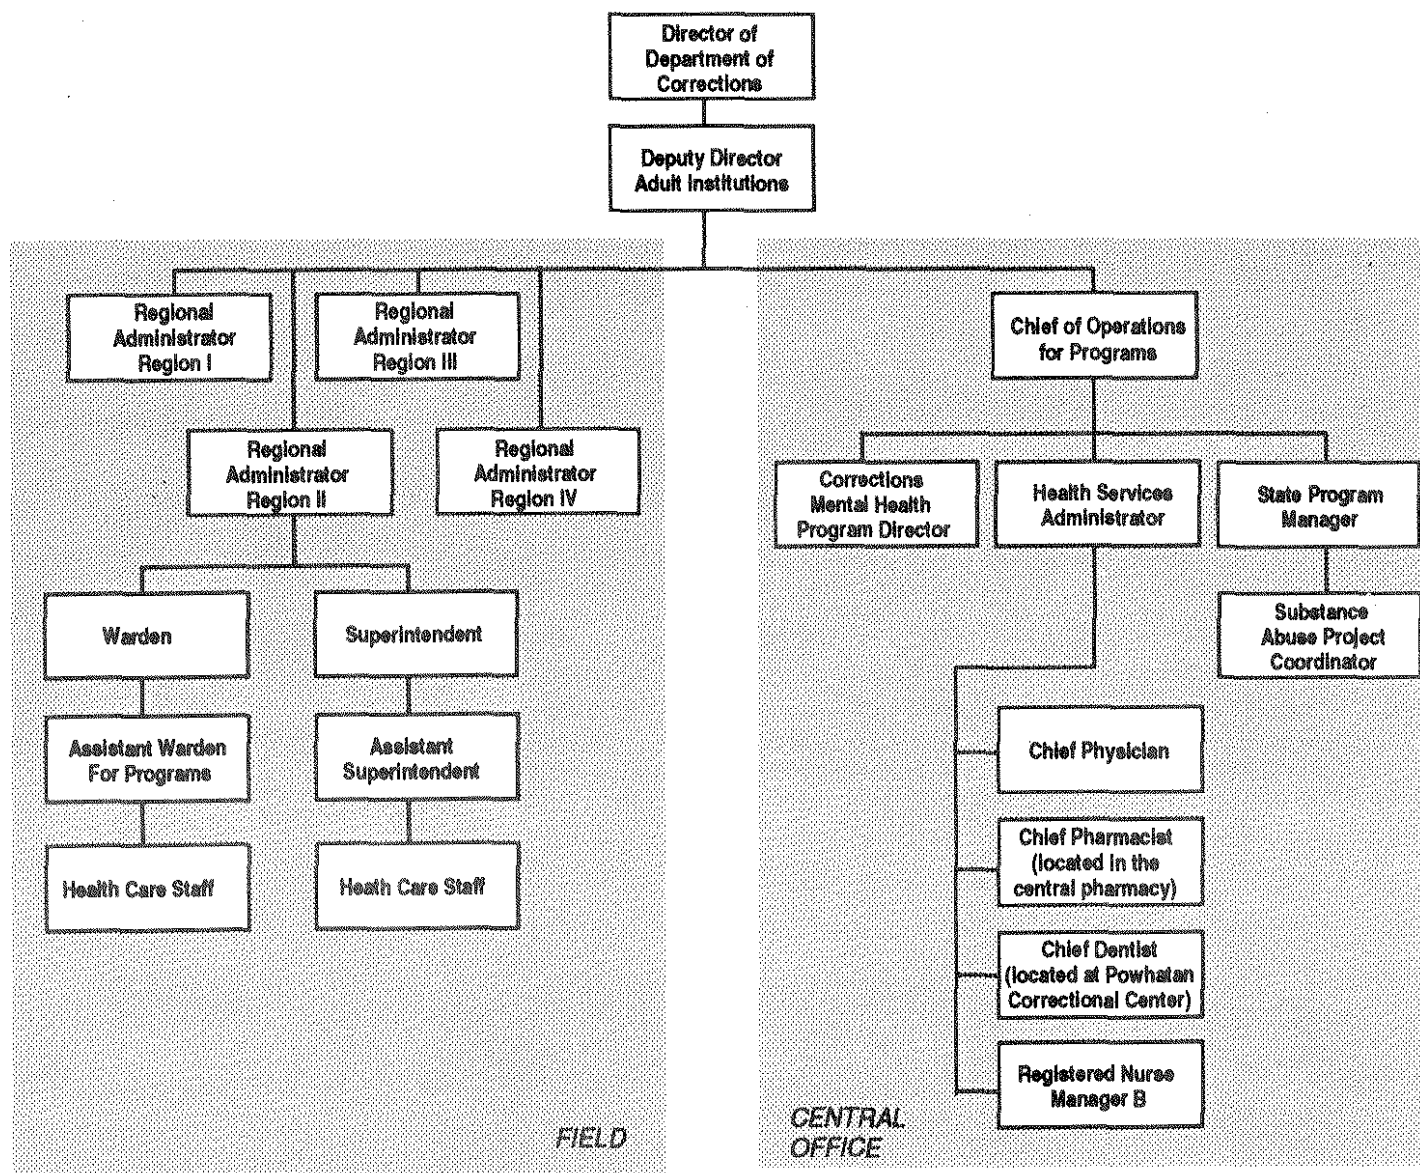 Director of
Department of
Corrections
Deputy Director
Adult Institutions
Regional
Administrator
Region I
Regional
Administrator
Region III
Regional
Administrator
Region II
Regional
Administrator
Region IV
Warden
Superintendent
Assistant Warden
For Programs
Assistant
Superintendent
Health Care Staff
Heath Care Staff
FIELD
Chief of Operations
for Programs
Corrections
Mental Health
Program Director
Health Services
Administrator
State Program
Manager
Substance
Abuse Project
Coordinator
Chief Physician
Chief Pharmacist
(located in the
central pharmacy)
Chief Dentist
(located at Powhatan
Correctional Center)
Registered Nurse
Manager B
CENTRAL
OFFICE